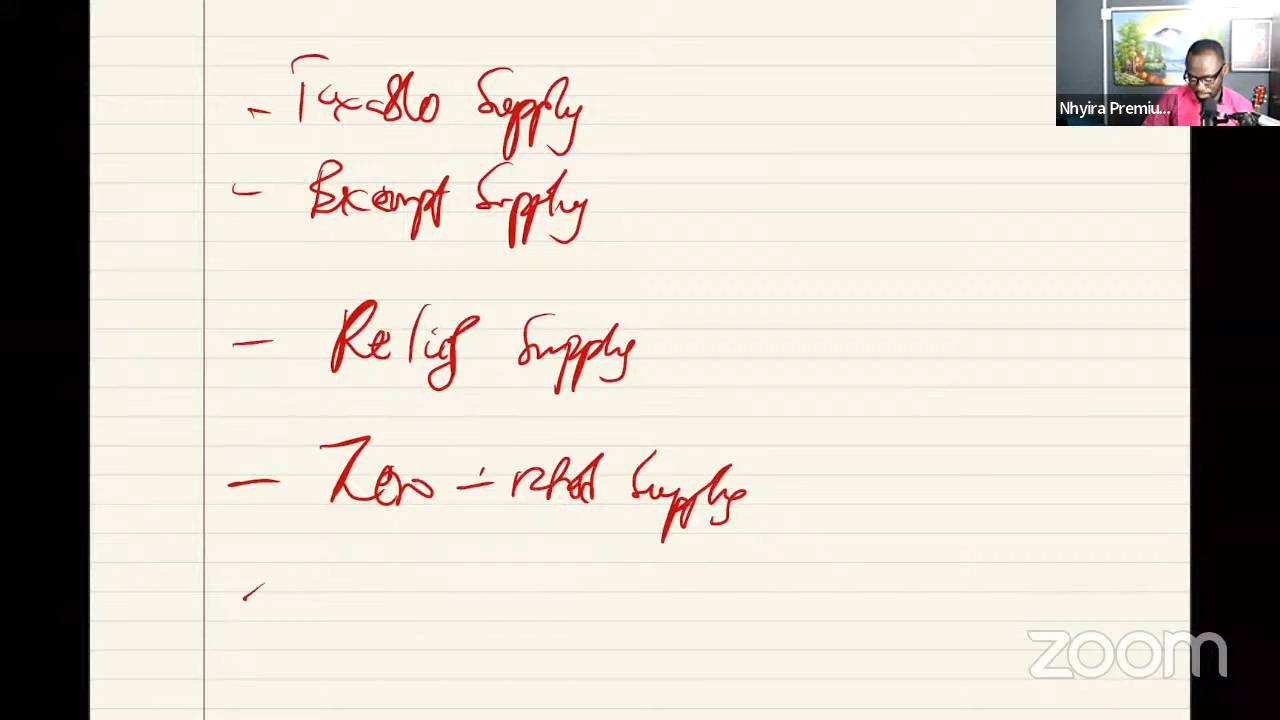 - Taxable Supply
Nhyira Premiu...
- Exempt Supply
- Relief Supply
- Zero-rated Supply
zoom